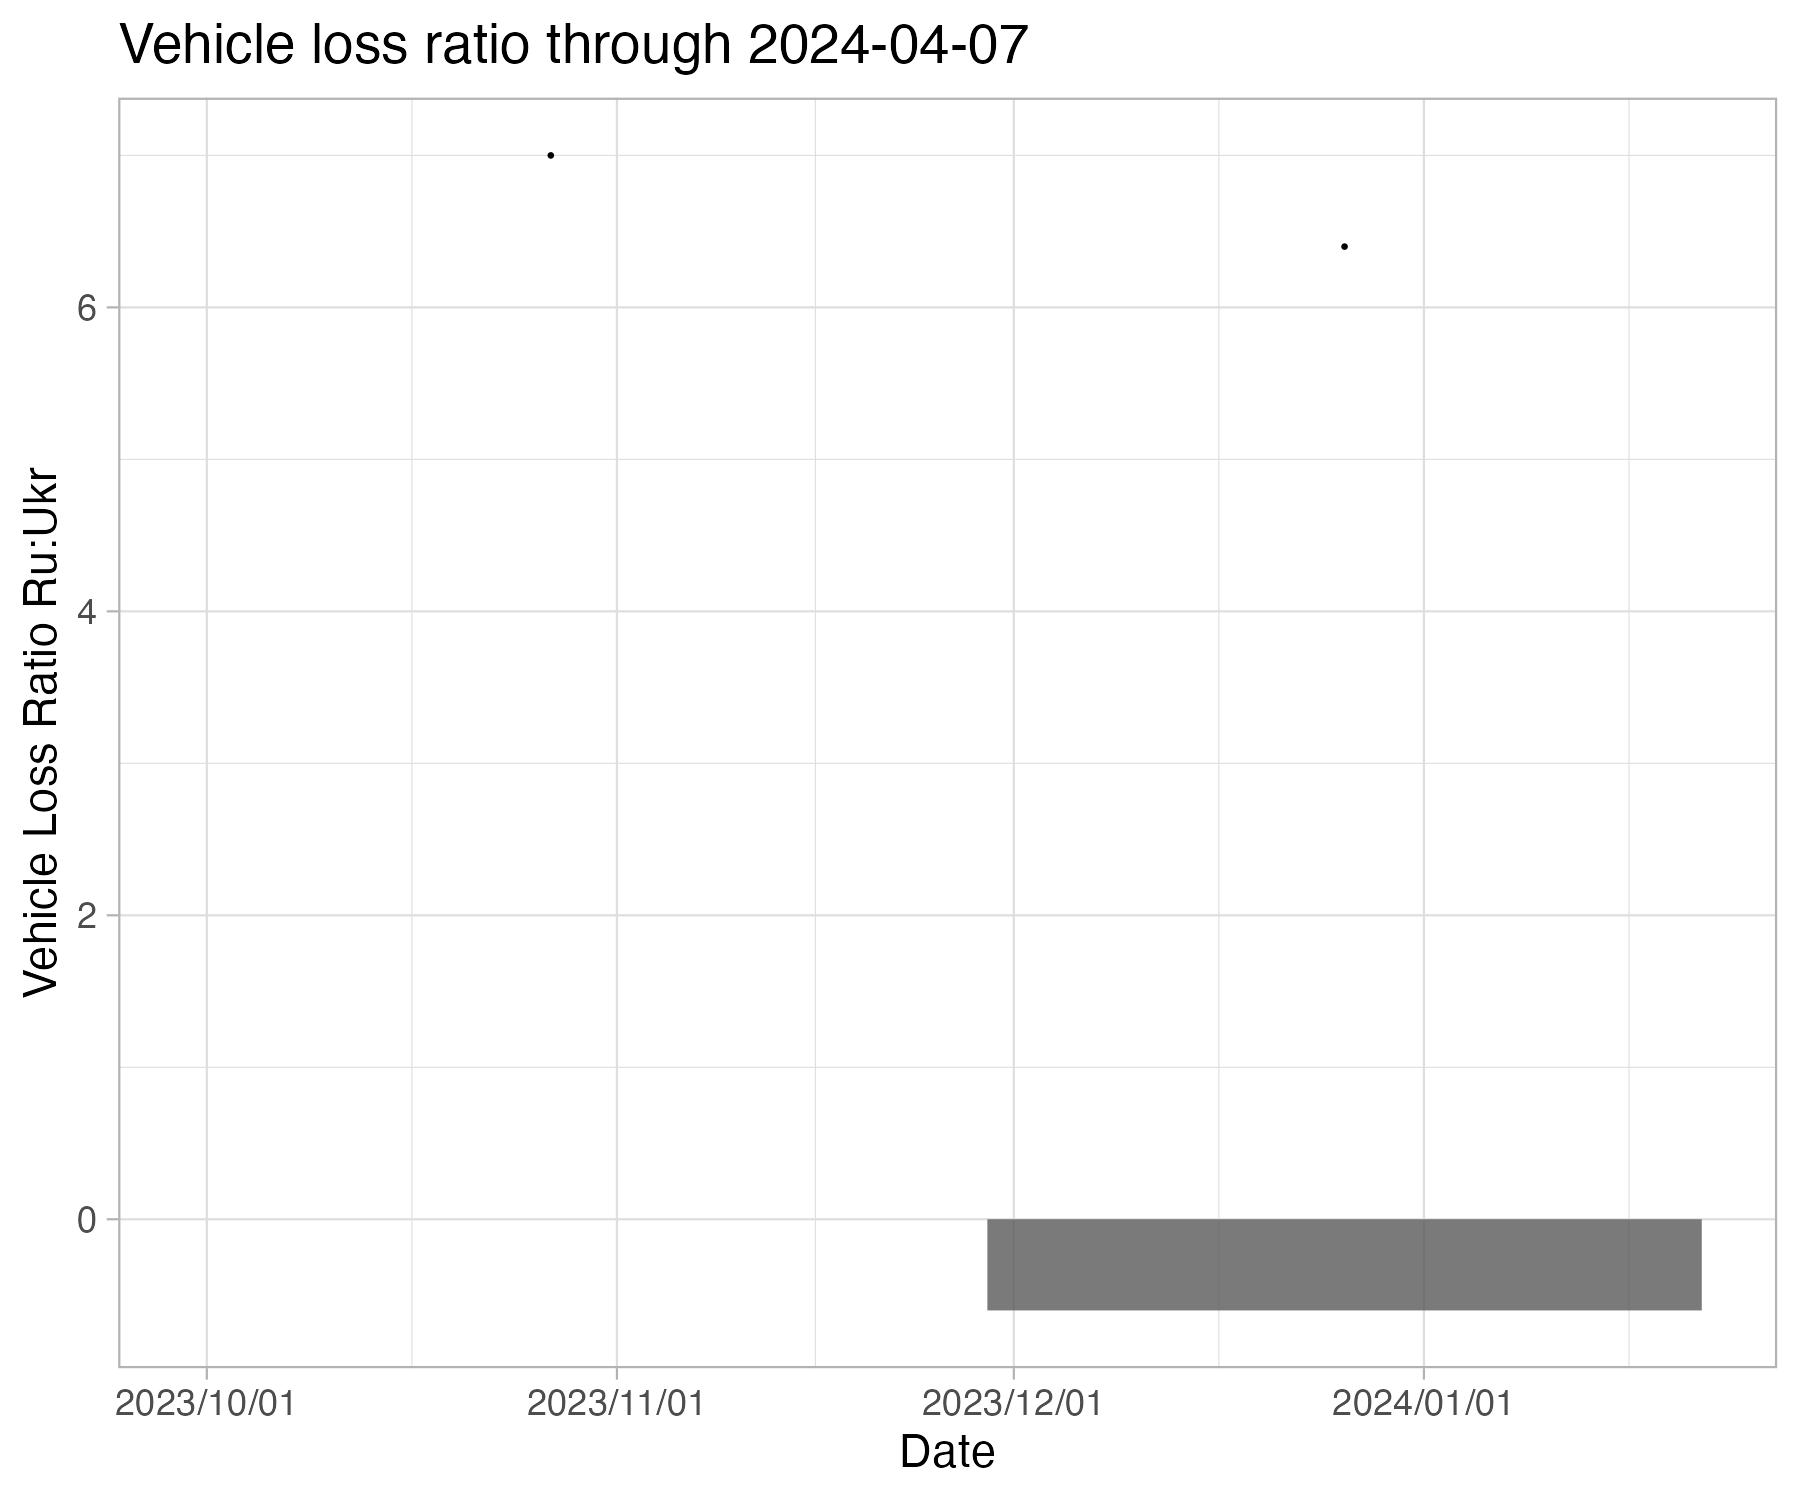 Vehicle loss ratio through 2024-04-07
Vehicle Loss Ratio Ru:Ukr
6
4
2
0
2023/10/01
2023/11/01
2023/12/01
2024/01/01
Date